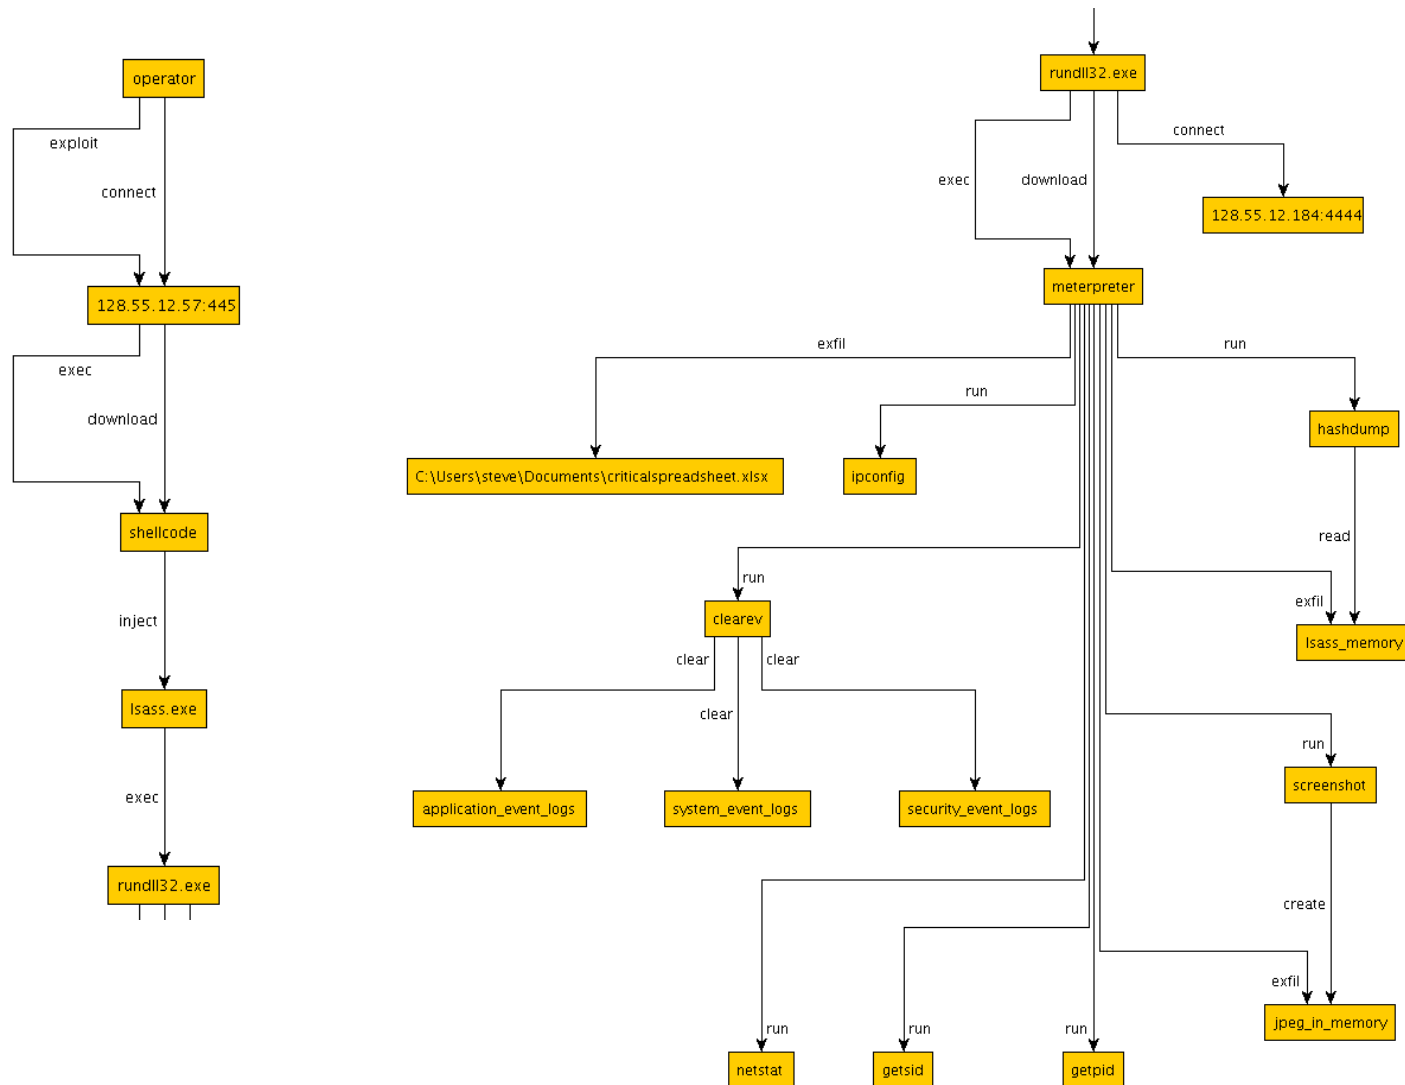 operator
exploit
connect
128.55.12.57:445
exec
download
shellcode
inject
lsass.exe
exec
rundll32.exe
rundll32.exe
connect
exec
download
128.55.12.184:4444
meterpreter
exfil
run
run
hashdump
C:\Users\steve\Documents\criticalspreadsheet.xlsx
ipconfig
read
run
exfil
clearev
lsass_memory
clear
clear
clear
run
screenshot
application_event_logs
system_event_logs
security_event_logs
create
exfil
jpeg_in_memory
run
run
run
netstat
getsid
getpid